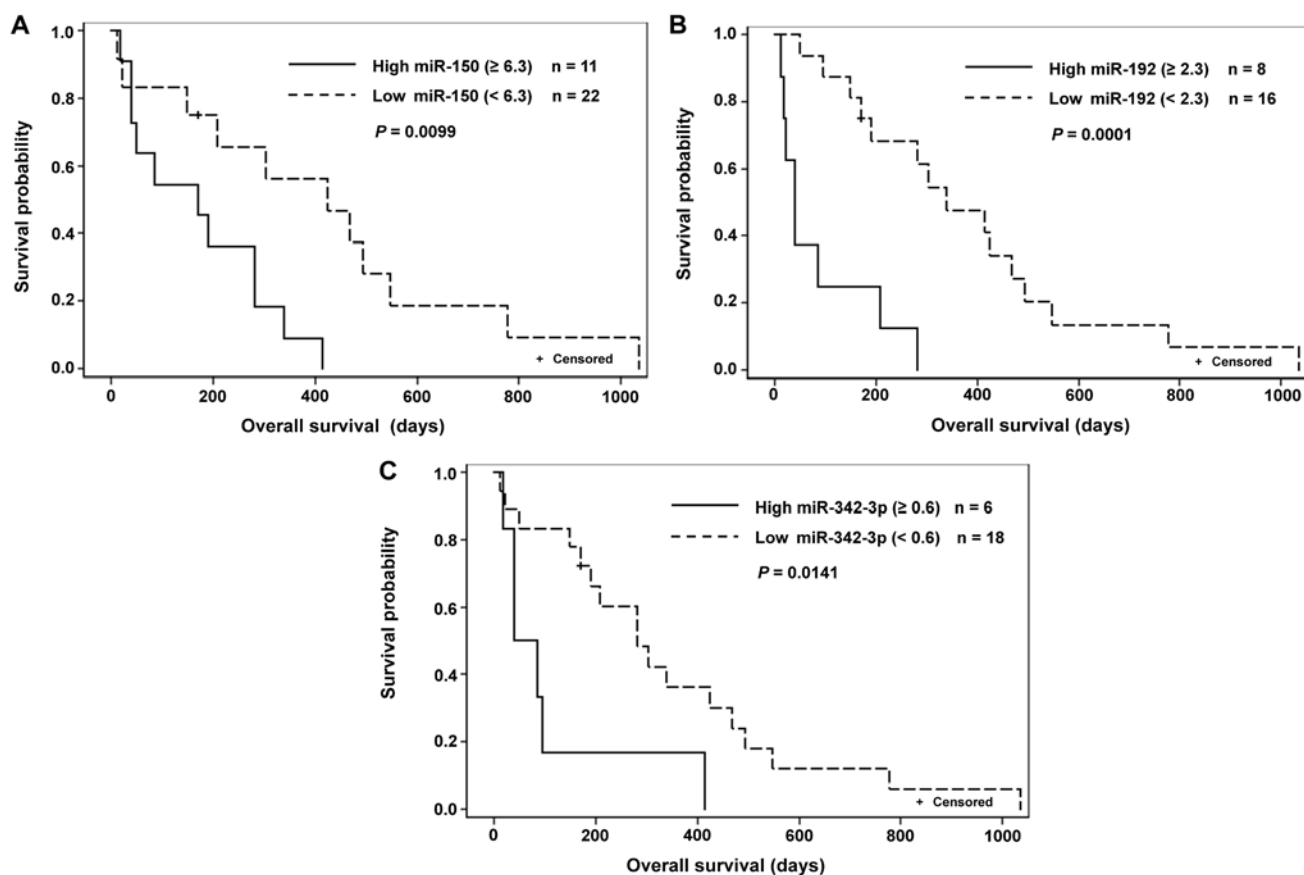 A
High miR-150 (≥ 6.3) n = 11
Low miR-150 (< 6.3) n = 22
P = 0.0099
1.0
0.8
0.6
0.4
0.2
0.0
Survival probability
+ Censored
0 200 400 600 800 1000
Overall survival (days)
B
High miR-192 (≥ 2.3) n = 8
Low miR-192 (< 2.3) n = 16
P = 0.0001
1.0
0.8
0.6
0.4
0.2
0.0
Survival probability
+ Censored
0 200 400 600 800 1000
Overall survival (days)
C
High miR-342-3p (≥ 0.6) n = 6
Low miR-342-3p (< 0.6) n = 18
P = 0.0141
1.0
0.8
0.6
0.4
0.2
0.0
Survival probability
+ Censored
0 200 400 600 800 1000
Overall survival (days)